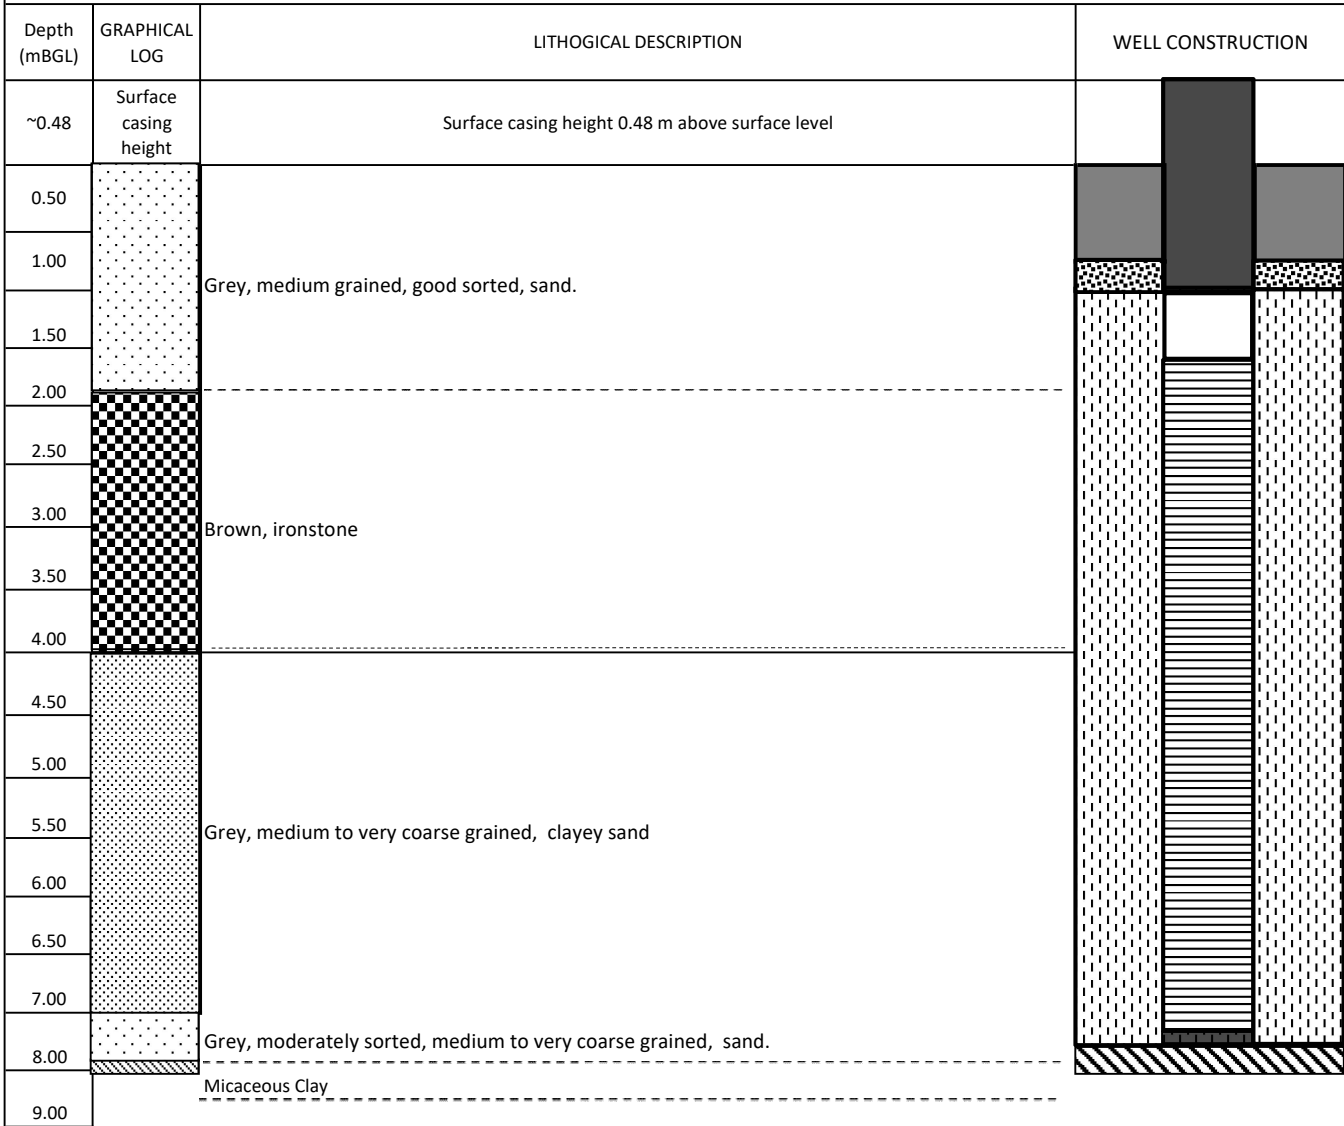 Depth
(mBGL)
GRAPHICAL
LOG
LITHOGICAL DESCRIPTION
WELL CONSTRUCTION
~0.48
Surface
casing
height
Surface casing height 0.48 m above surface level
0.50
1.00
Grey, medium grained, good sorted, sand.
1.50
2.00
2.50
3.00
Brown, ironstone
3.50
4.00
4.50
5.00
5.50
Grey, medium to very coarse grained, clayey sand
6.00
6.50
7.00
Grey, moderately sorted, medium to very coarse grained, sand.
8.00
Micaceous Clay
9.00